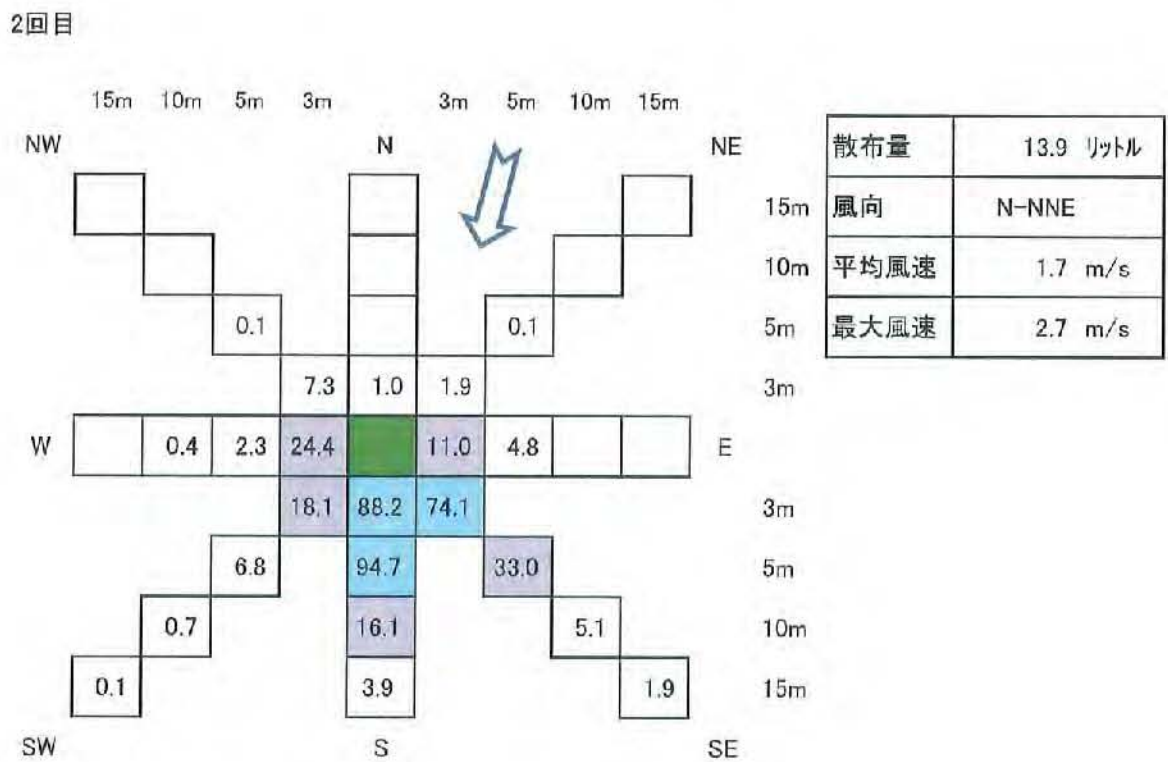 2回目
15m 10m 5m 3m 3m 5m 10m 15m
NW N NE
15m
10m
0.1 0.1 5m
7.3 1.0 1.9 3m
W 0.4 2.3 24.4 11.0 4.8 E
18.1 88.2 74.1 3m
6.8 94.7 33.0 5m
0.7 16.1 5.1 10m
0.1 3.9 1.9 15m
SW S SE
散布量 13.9 リットル
風向 N-NNE
平均風速 1.7 m/s
最大風速 2.7 m/s